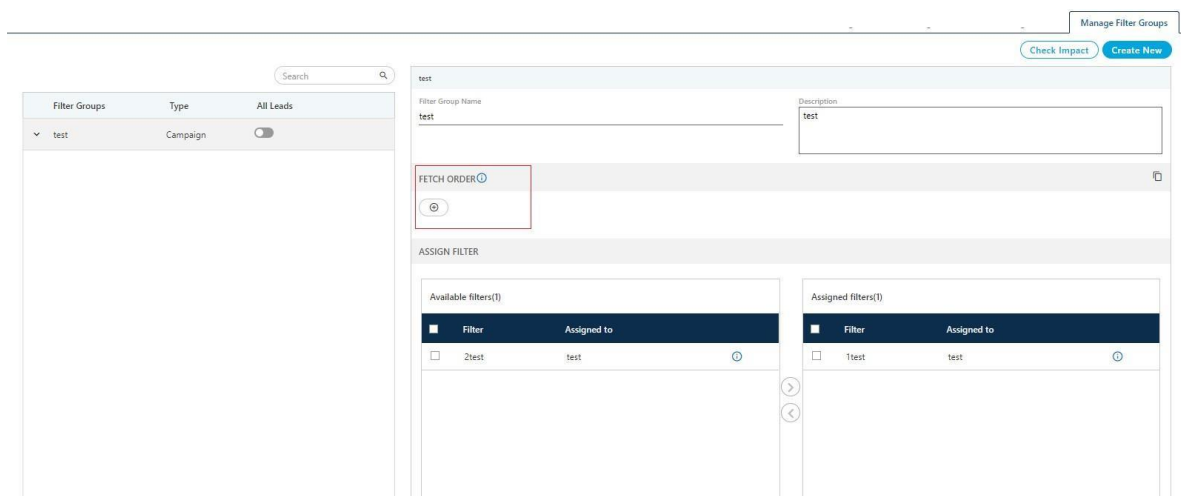 Manage Filter Groups
Check Impact Create New
Search
Filter Groups Type All Leads
test Campaign
test
Filter Group Name
test
Description
test
FETCH ORDER
ASSIGN FILTER
Available filters(1)
Filter Assigned to
2test test
Assigned filters(1)
Filter Assigned to
1test test